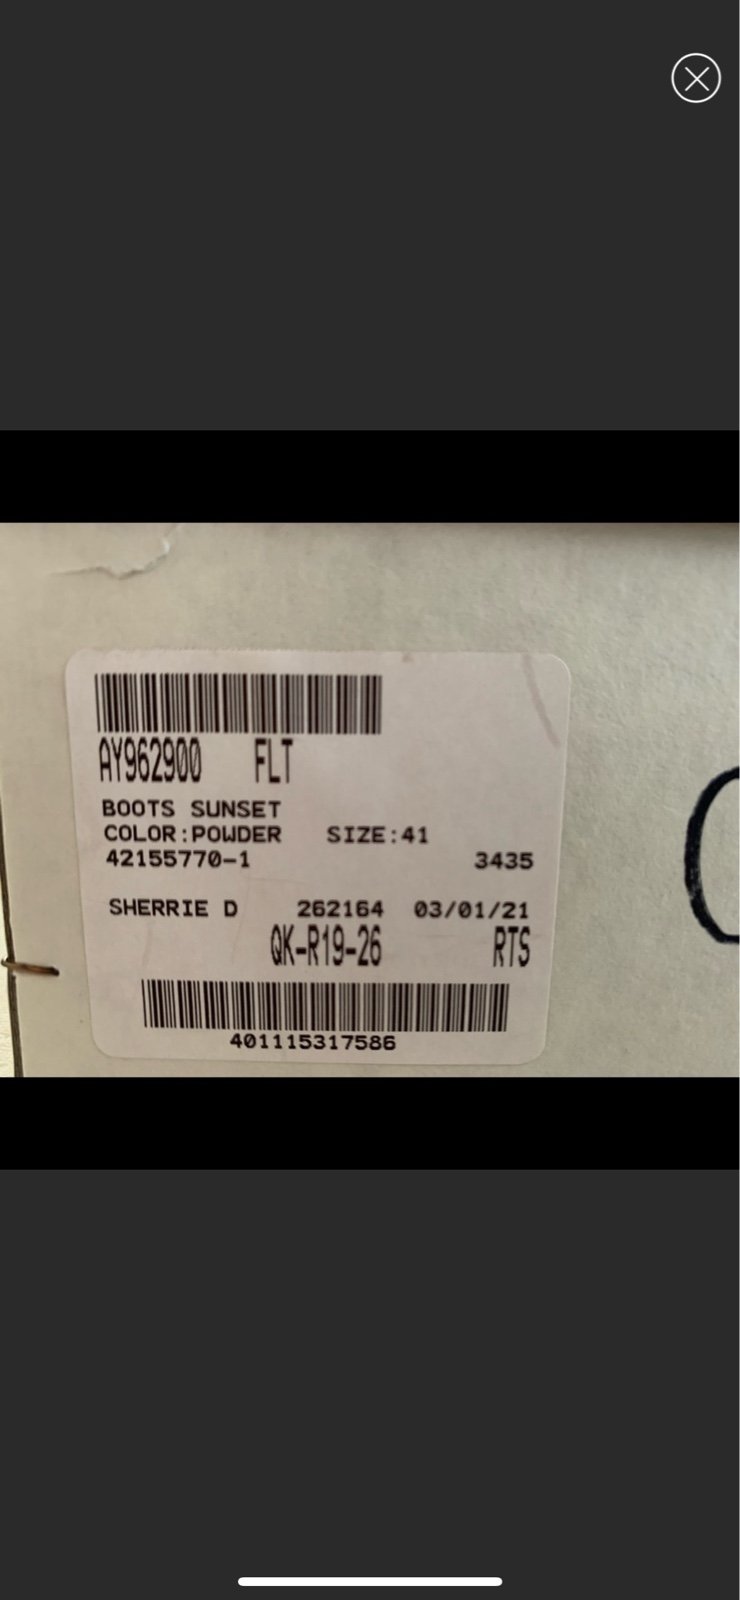 AY962900 FLT
BOOTS SUNSET
COLOR:POWDER SIZE:41
42155770-1 3435
SHERRIE D 262164 03/01/21
QK-R19-26 RTS
401115317586